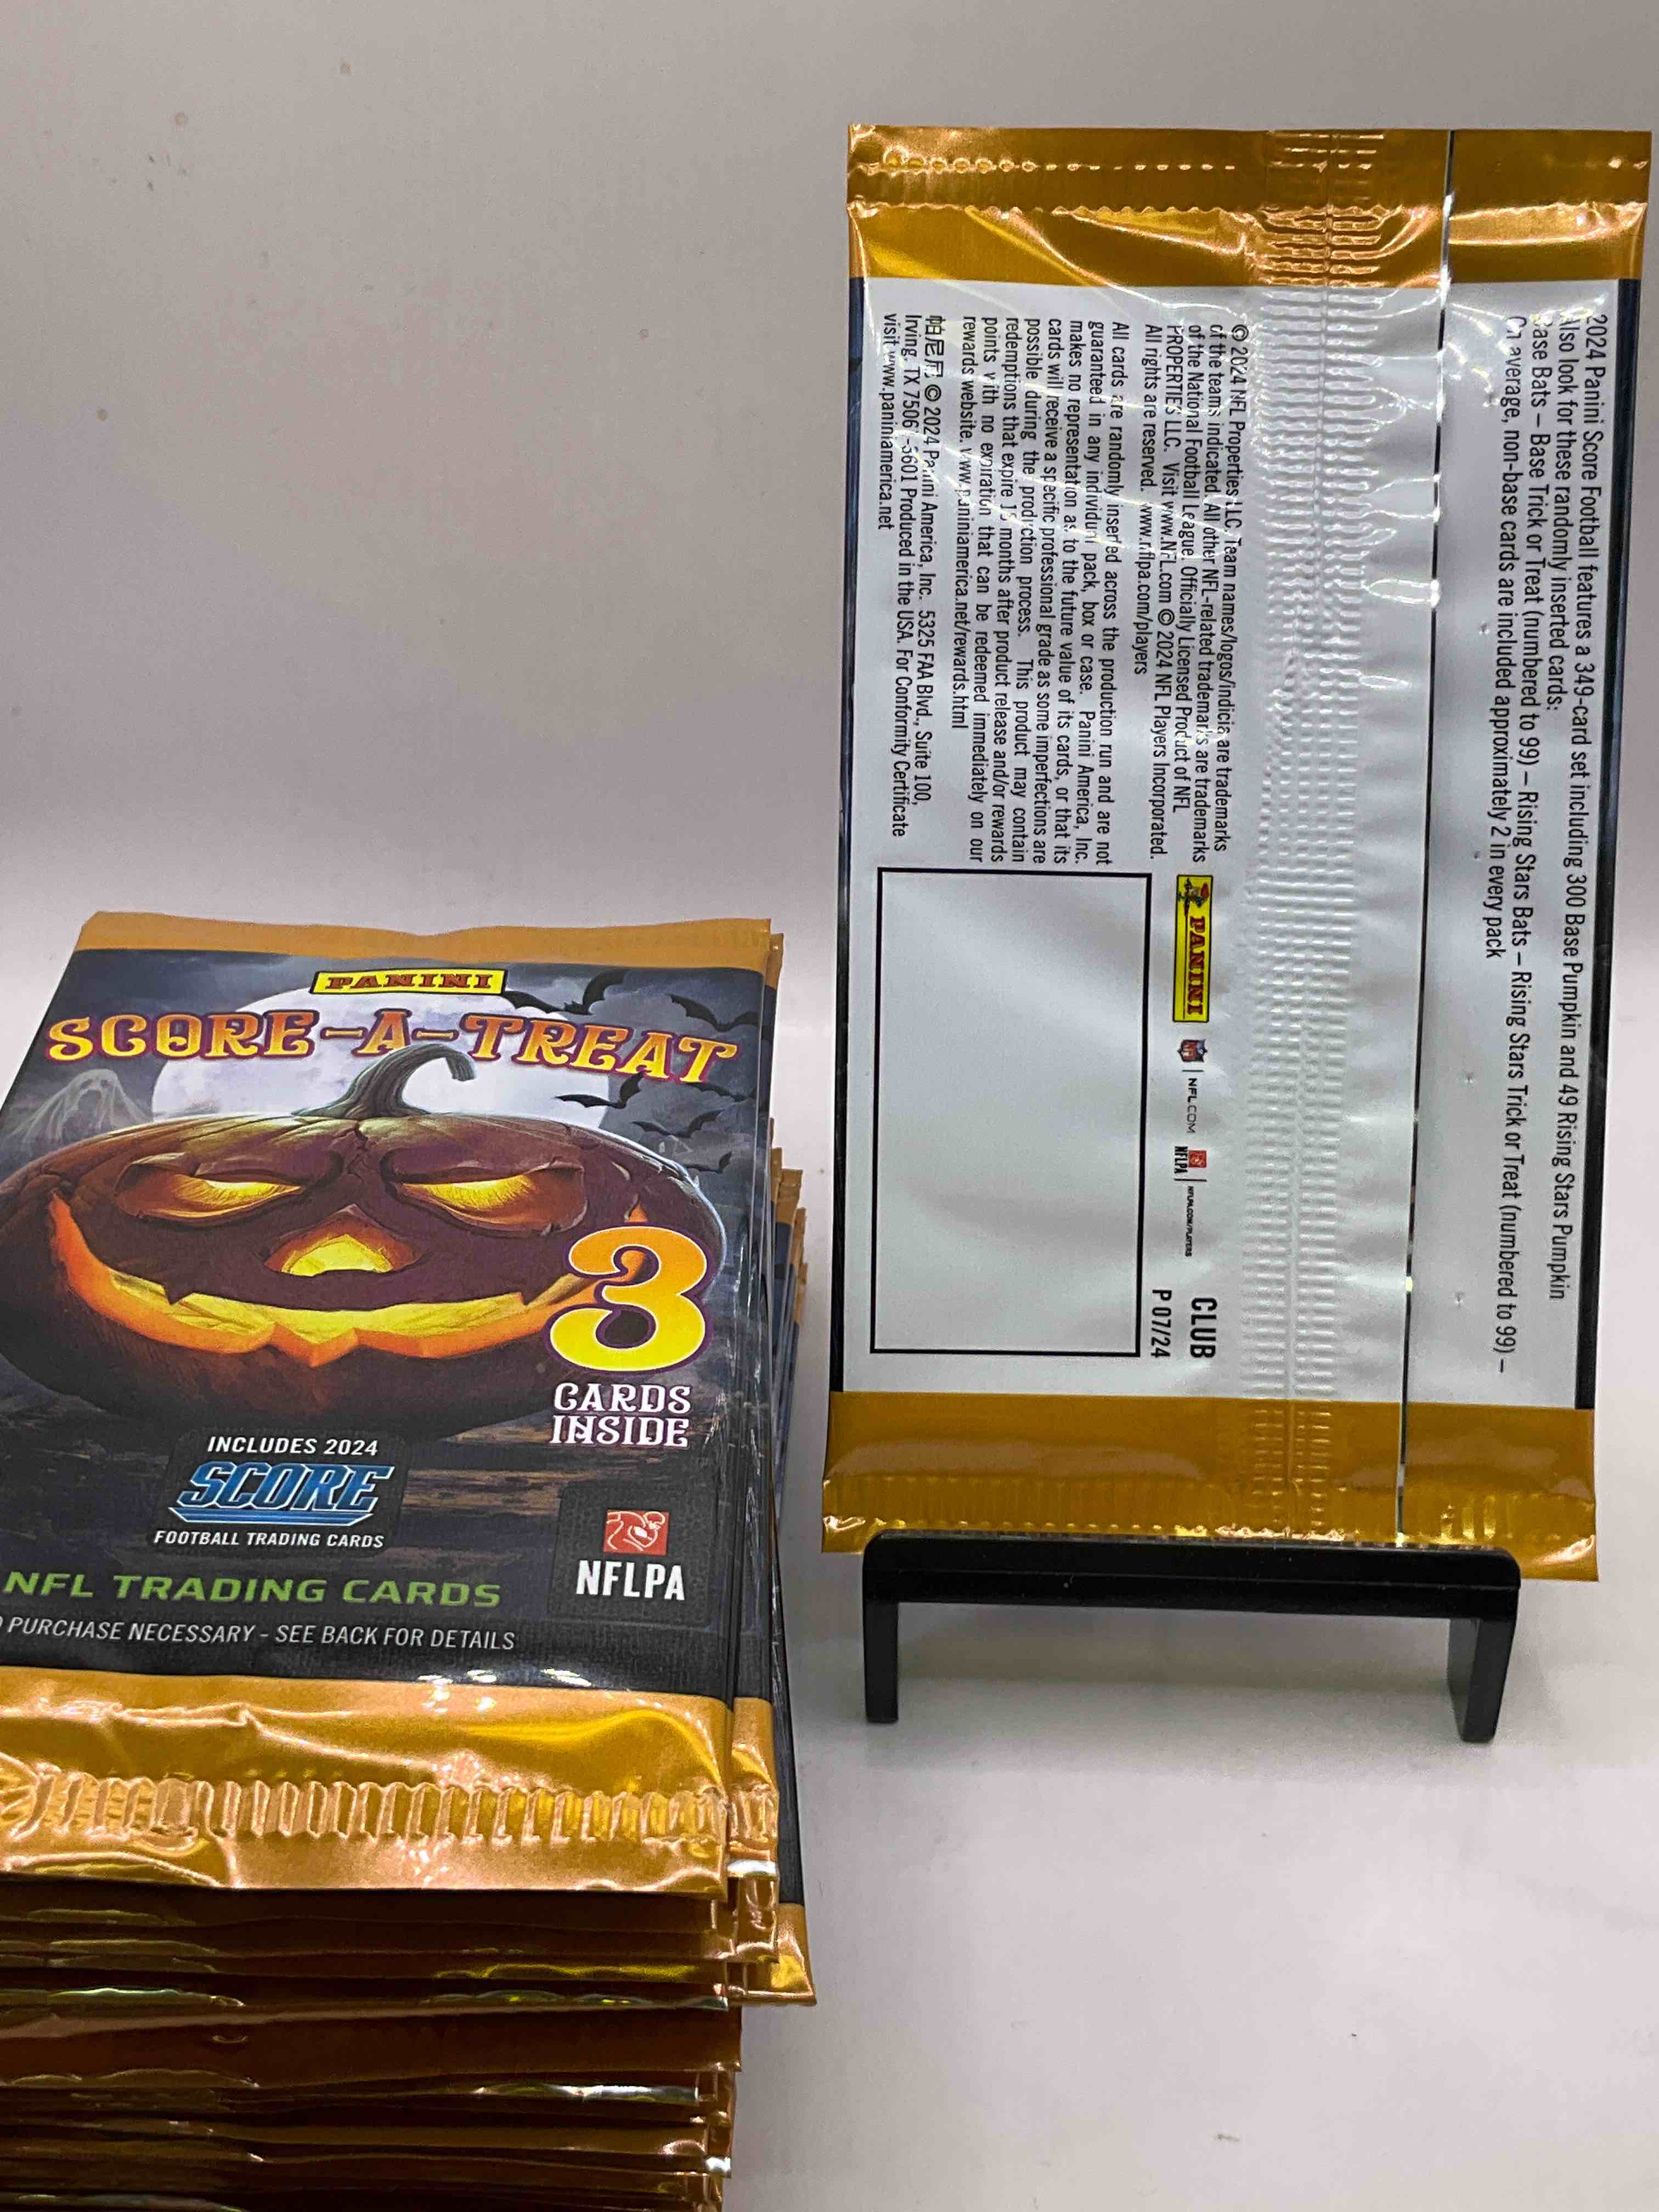 PANINI
SCORE-A-TREAT
3
CARDS
INSIDE
INCLUDES 2024
SCORE
FOOTBALL TRADING CARDS
NFL TRADING CARDS
NFLPA
PURCHASE NECESSARY - SEE BACK FOR DETAILS
2024 Panini Score Football features a 349-card set including 300 Base Pumpkin and 49 Rising Stars Pumpkin
Also look for these randomly inserted cards:
Base Bats – Base Trick or Treat (numbered to 99) – Rising Stars Bats – Rising Stars Trick or Treat (numbered to 99) –
On average, non-base cards are included approximately 2 in every pack
© 2024 NFL Properties LLC. Team names/logos/indicia are trademarks
of the teams indicated. All other NFL-related trademarks are trademarks
of the National Football League. Officially Licensed Product of NFL
PROPERTIES LLC. Visit www.NFL.com © 2024 NFL Players Incorporated.
All rights are reserved. www.nflpa.com/players
All cards are randomly inserted across the production run and are not
guaranteed in any individual pack, box or case. Panini America, Inc.
makes no representation as to the future value of its cards, or that its
cards will receive a specific professional grade as some imperfections are
possible during the production process. This product may contain
redemptions that expire months after product release and/or rewards
points with no expiration that can be redeemed immediately on our
rewards website. www.paniniamerica.net/rewards.html
帕尼尼 © 2024 Panini America, Inc. 5325 FAA Blvd., Suite 100,
Irving, TX 75061-5601 Produced in the USA. For Conformity Certificate
visit www.paniniamerica.net
PANINI
NFL
NFL.COM
NFLPA
NFLPA.COM/PLAYERS
CLUB
P 07/24